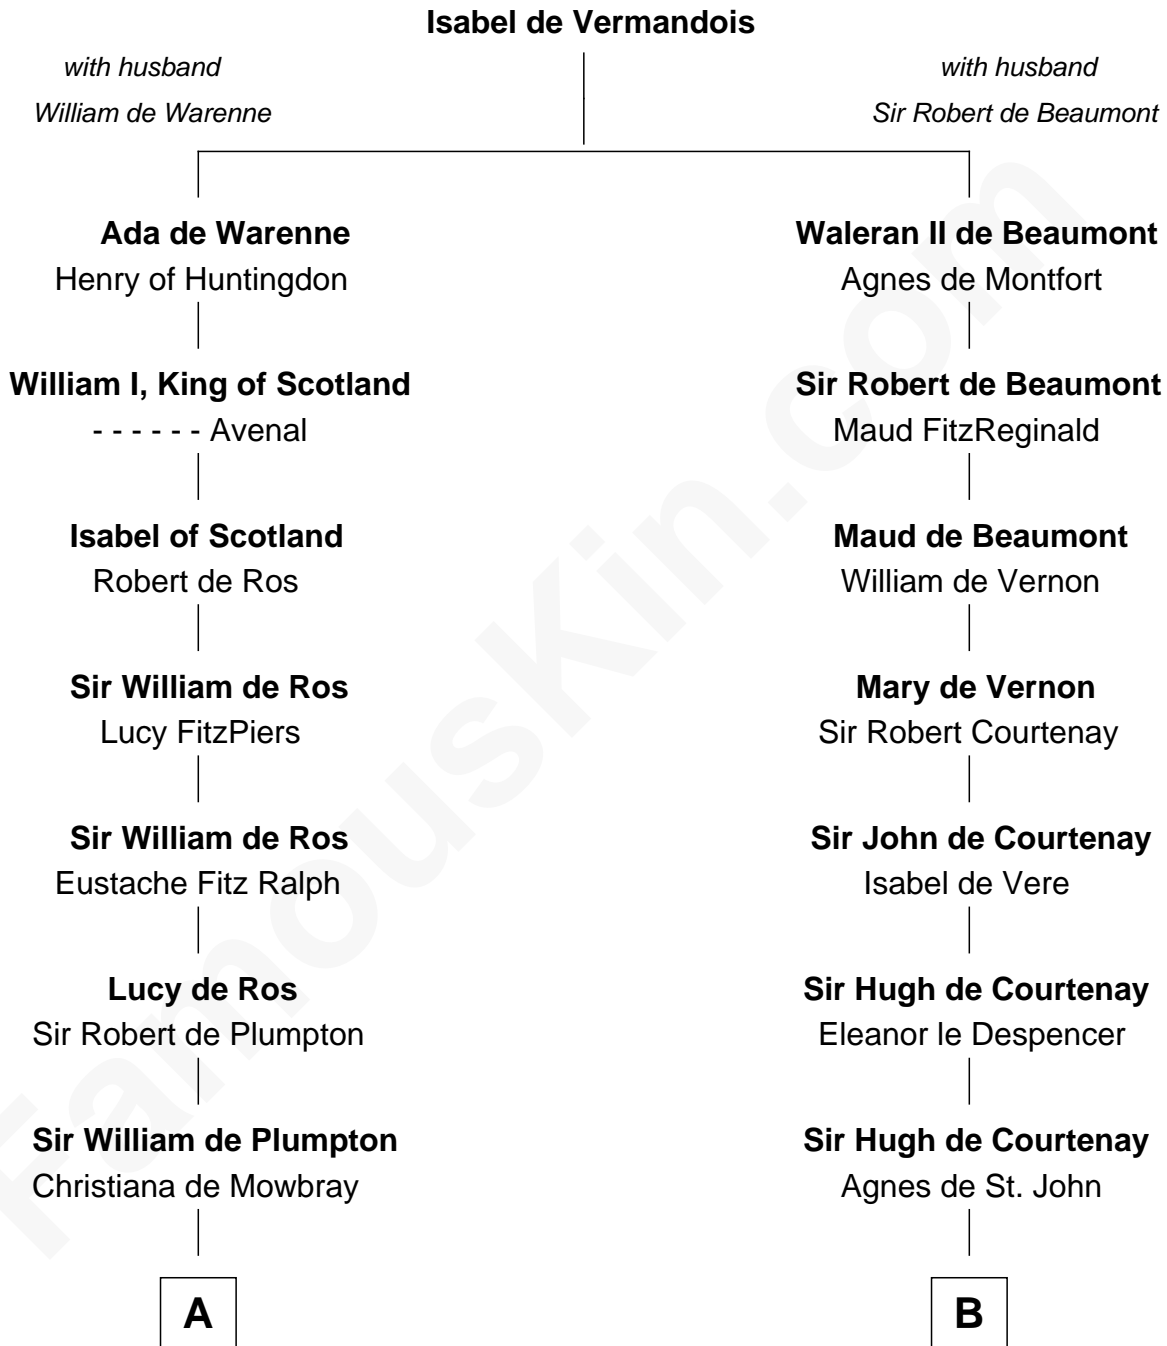 Isabel de Vermandois
with husband
William de Warenne
with husband
Sir Robert de Beaumont
Ada de Warenne
Henry of Huntingdon
Waleran II de Beaumont
Agnes de Montfort
William I, King of Scotland
- - - - - - Avenal
Sir Robert de Beaumont
Maud FitzReginald
Isabel of Scotland
Robert de Ros
Maud de Beaumont
William de Vernon
Sir William de Ros
Lucy FitzPiers
Mary de Vernon
Sir Robert Courtenay
Sir William de Ros
Eustache Fitz Ralph
Sir John de Courtenay
Isabel de Vere
Lucy de Ros
Sir Robert de Plumpton
Sir Hugh de Courtenay
Eleanor le Despencer
Sir William de Plumpton
Christiana de Mowbray
Sir Hugh de Courtenay
Agnes de St. John
A
B
FamousKin.com